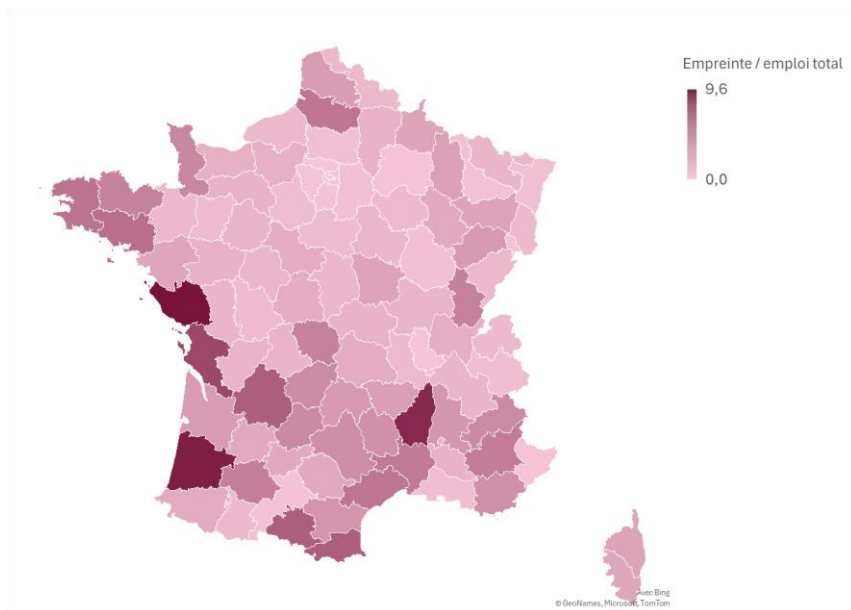 Empreinte / emploi total
9,6
0,0
Avec Bing
© GeoNames, Microsoft, TomTom